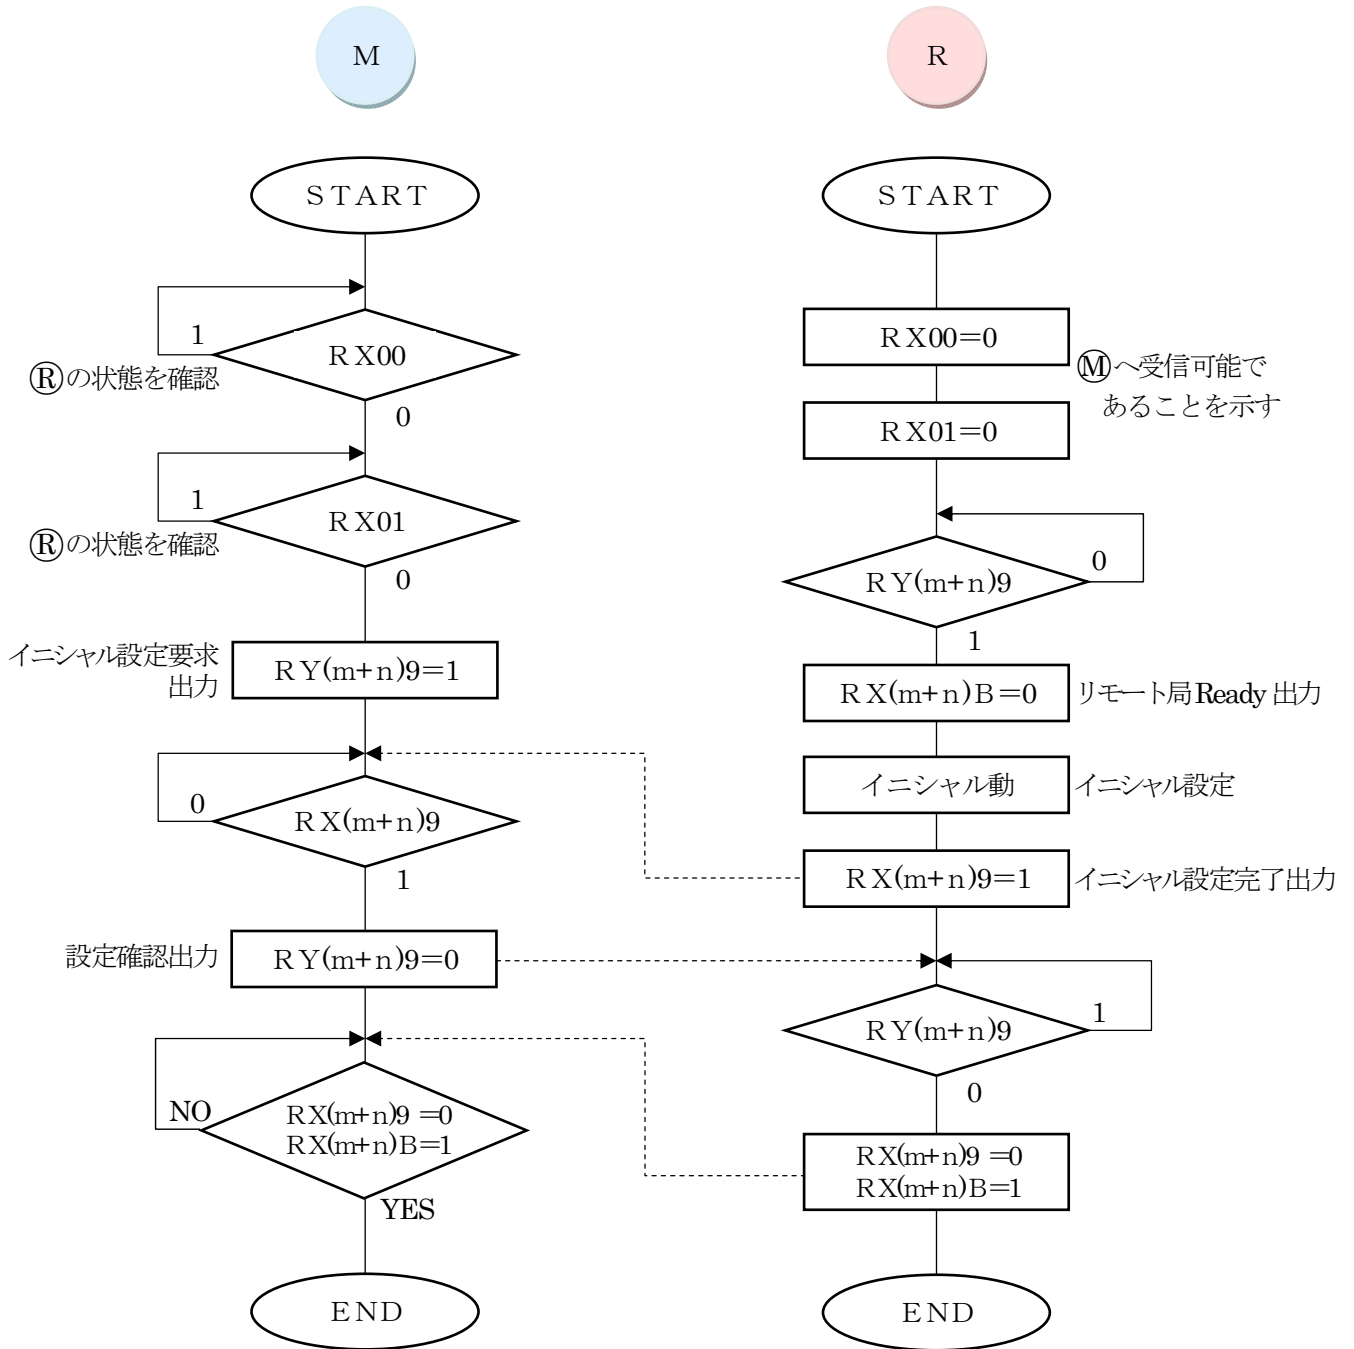 M
START
1
RX00
Ⓡの状態を確認
0
1
RX01
Ⓡの状態を確認
0
イニシャル設定要求
出力
RY(m+n)9=1
0
RX(m+n)9
1
設定確認出力
RY(m+n)9=0
NO
RX(m+n)9=0
RX(m+n)B=1
YES
END
R
START
RX00=0
Ⓜへ受信可能で
あることを示す
RX01=0
RY(m+n)9
0
1
RX(m+n)B=0
リモート局Ready出力
イニシャル動
イニシャル設定
RX(m+n)9=1
イニシャル設定完了出力
RY(m+n)9
1
0
RX(m+n)9=0
RX(m+n)B=1
END